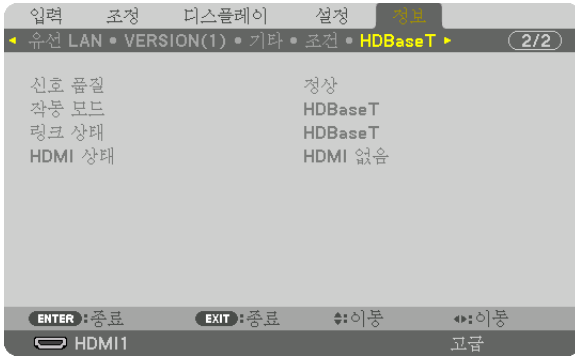 입력 조정 디스플레이 설정 정보
◂ 유선 LAN • VERSION(1) • 기타 • 조건 • HDBaseT ▸ 2/2
신호 품질 정상
작동 모드 HDBaseT
링크 상태 HDBaseT
HDMI 상태 HDMI 없음
ENTER :종료 EXIT :종료 :이동 :이동
HDMI1 고급